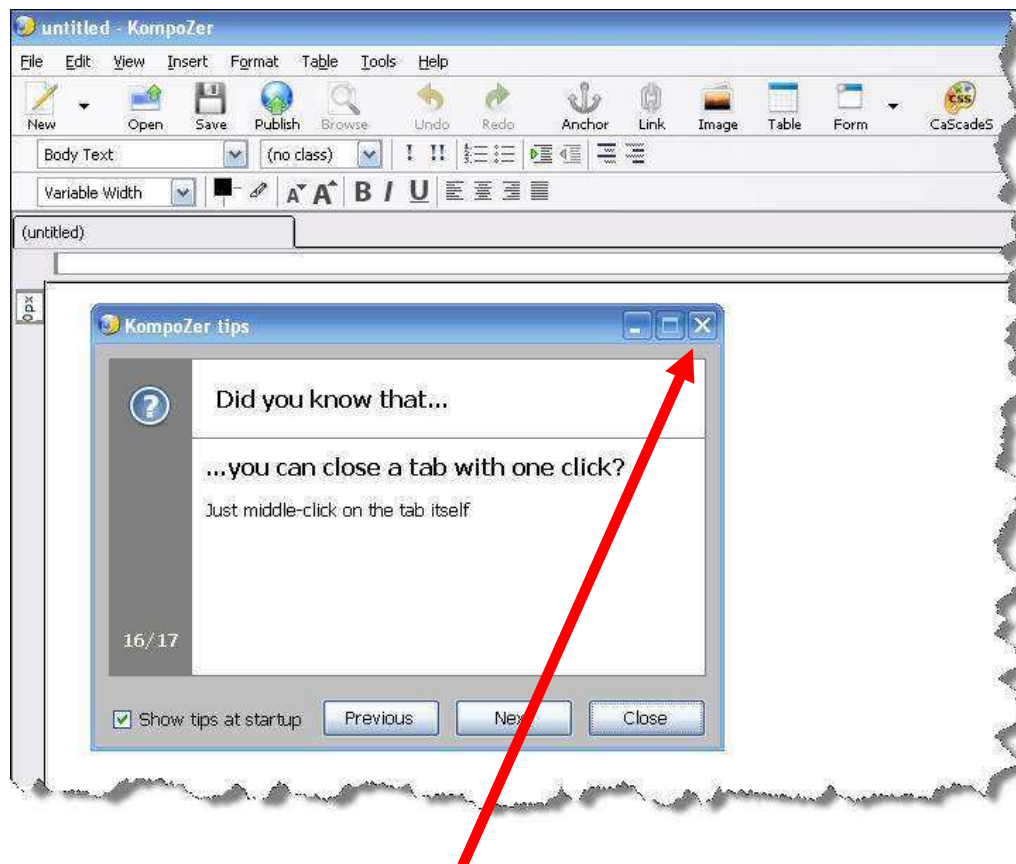 untitled - KompoZer
File Edit View Insert Format Table Tools Help
New Open Save Publish Browse Undo Redo Anchor Link Image Table Form CaScadeS
Body Text (no class) ! !!
Variable Width A A B I U
(untitled)
0px
KompoZer tips
Did you know that...
...you can close a tab with one click?
Just middle-click on the tab itself
16/17
Show tips at startup Previous Next Close